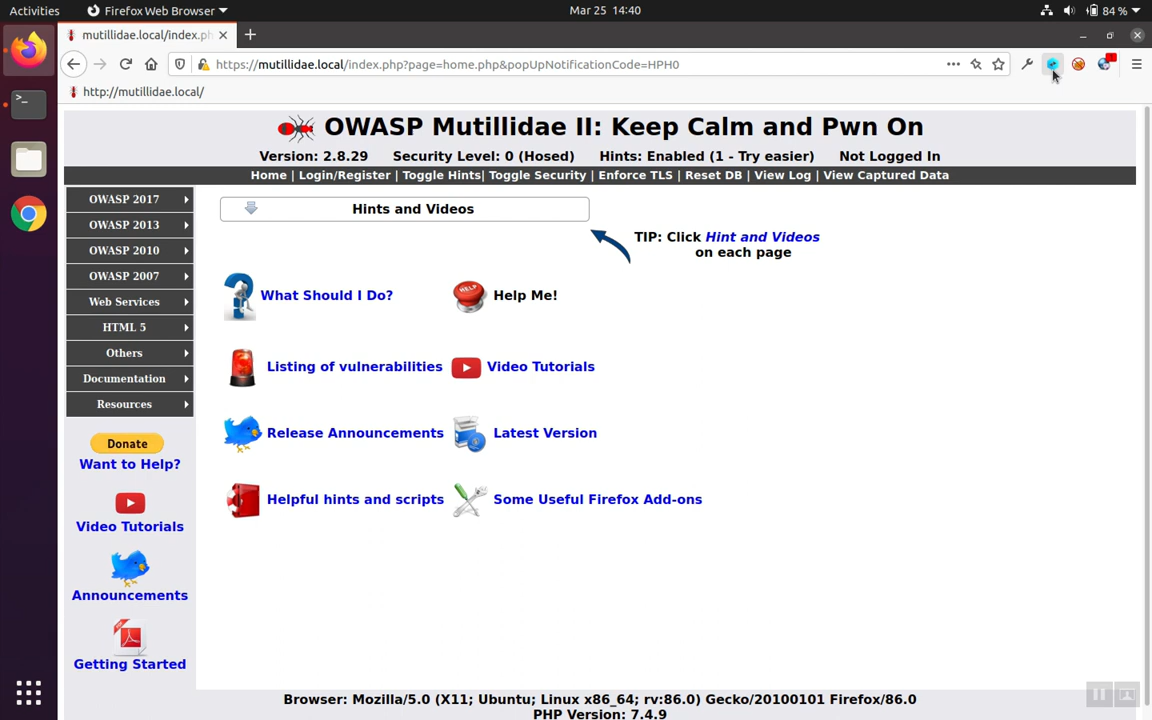 Activities Firefox Web Browser Mar 25 14:40 84 %
mutillidae.local/index.ph
https://mutillidae.local/index.php?page=home.php&popUpNotificationCode=HPH0
http://mutillidae.local/
OWASP Mutillidae II: Keep Calm and Pwn On
Version: 2.8.29 Security Level: 0 (Hosed) Hints: Enabled (1 - Try easier) Not Logged In
Home | Login/Register | Toggle Hints| Toggle Security | Enforce TLS | Reset DB | View Log | View Captured Data
OWASP 2017
OWASP 2013
OWASP 2010
OWASP 2007
Web Services
HTML 5
Others
Documentation
Resources
Donate
Want to Help?
Video Tutorials
Announcements
Getting Started
Hints and Videos
TIP: Click Hint and Videos
on each page
What Should I Do? Help Me!
HELP
Listing of vulnerabilities Video Tutorials
Release Announcements Latest Version
Helpful hints and scripts Some Useful Firefox Add-ons
Browser: Mozilla/5.0 (X11; Ubuntu; Linux x86_64; rv:86.0) Gecko/20100101 Firefox/86.0
PHP Version: 7.4.9